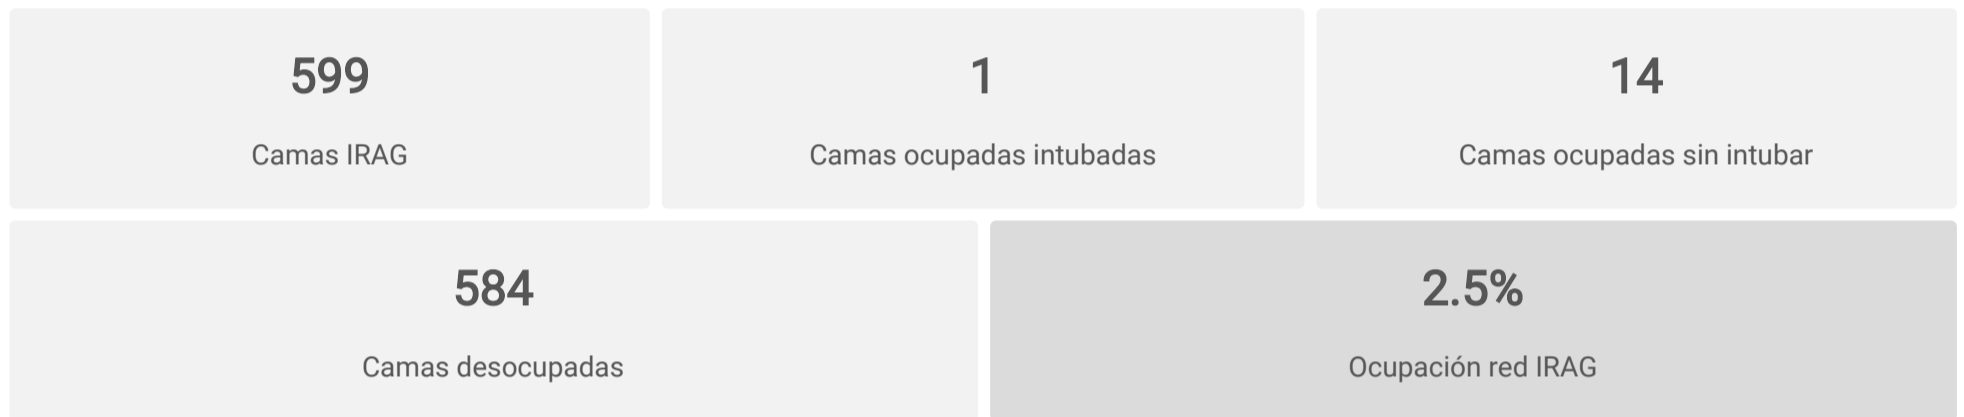 599
Camas IRAG
1
Camas ocupadas intubadas
14
Camas ocupadas sin intubar
584
Camas desocupadas
2.5%
Ocupación red IRAG